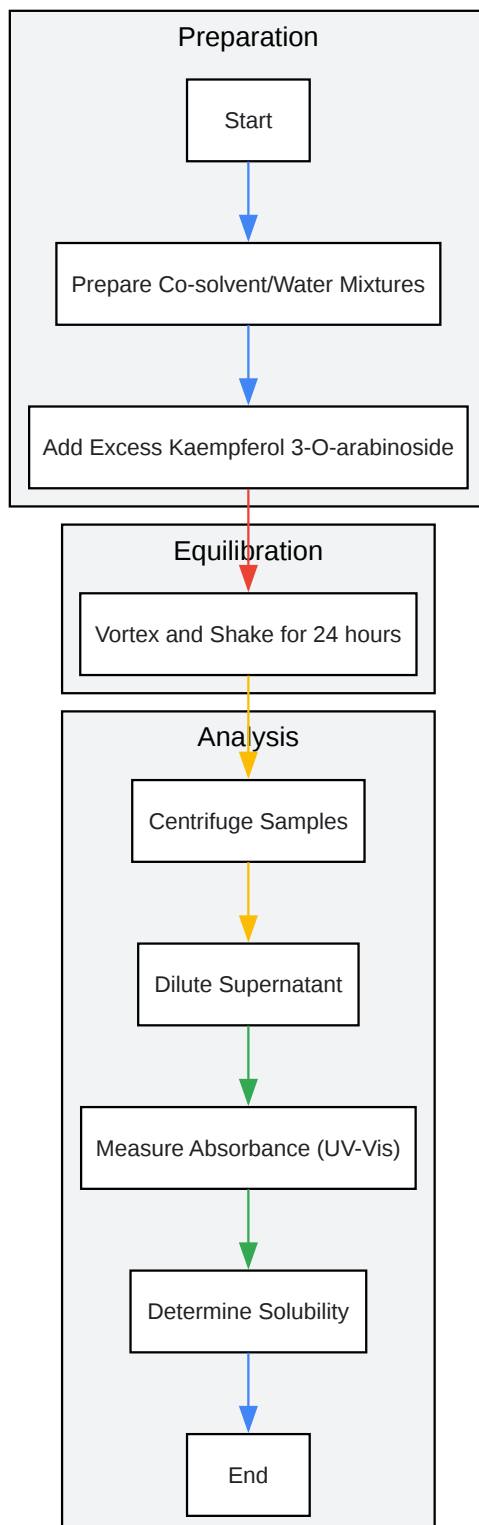 Preparation
Start
Prepare Co-solvent/Water Mixtures
Add Excess Kaempferol 3-O-arabinoside
Equilibration
Vortex and Shake for 24 hours
Analysis
Centrifuge Samples
Dilute Supernatant
Measure Absorbance (UV-Vis)
Determine Solubility
End